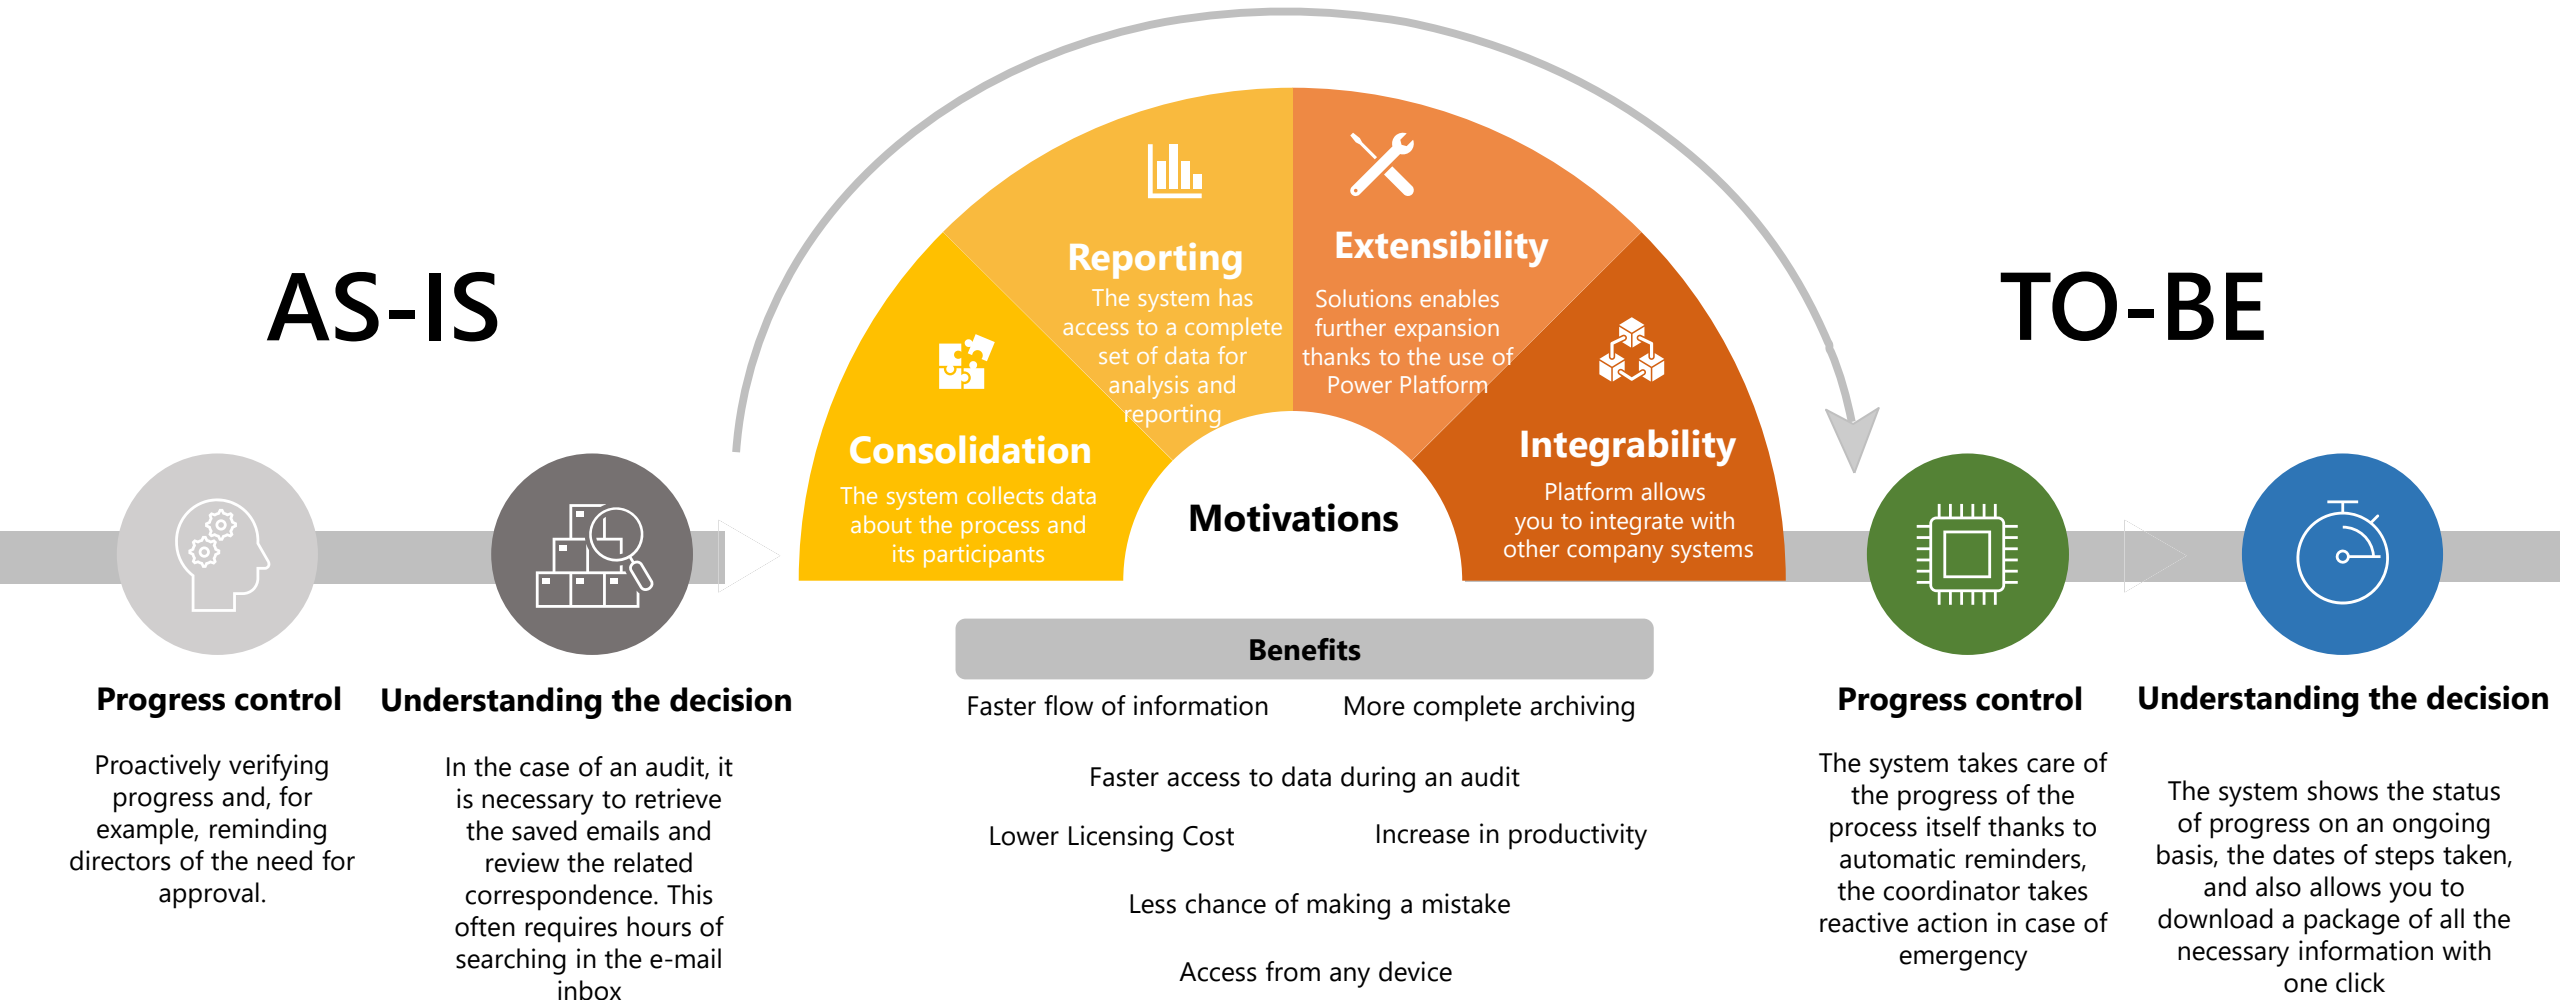 AS-IS
Progress control
Proactively verifying
progress and, for
example, reminding
directors of the need for
approval.
Understanding the decision
In the case of an audit, it
is necessary to retrieve
the saved emails and
review the related
correspondence. This
often requires hours of
searching in the e-mail
inbox
Consolidation
The system collects data
about the process and
its participants
Reporting
The system has
access to a complete
set of data for
analysis and
reporting
Extensibility
Solutions enables
further expansion
thanks to the use of
Power Platform
Integrability
Platform allows
you to integrate with
other company systems
Motivations
Benefits
Faster flow of information
More complete archiving
Faster access to data during an audit
Lower Licensing Cost
Increase in productivity
Less chance of making a mistake
Access from any device
TO-BE
Progress control
The system takes care of
the progress of the
process itself thanks to
automatic reminders,
the coordinator takes
reactive action in case of
emergency
Understanding the decision
The system shows the status
of progress on an ongoing
basis, the dates of steps taken,
and also allows you to
download a package of all the
necessary information with
one click